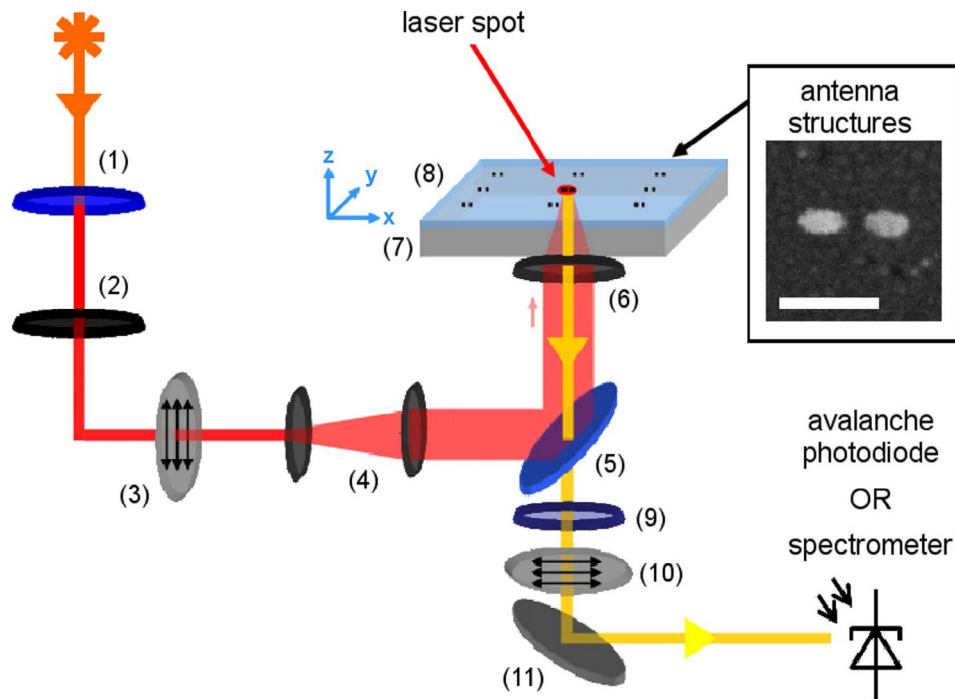 laser spot
antenna
structures
(1)
z
y
x
(8)
(7)
(2)
(6)
(3)
(4)
(5)
avalanche
photodiode
OR
spectrometer
(9)
(10)
(11)